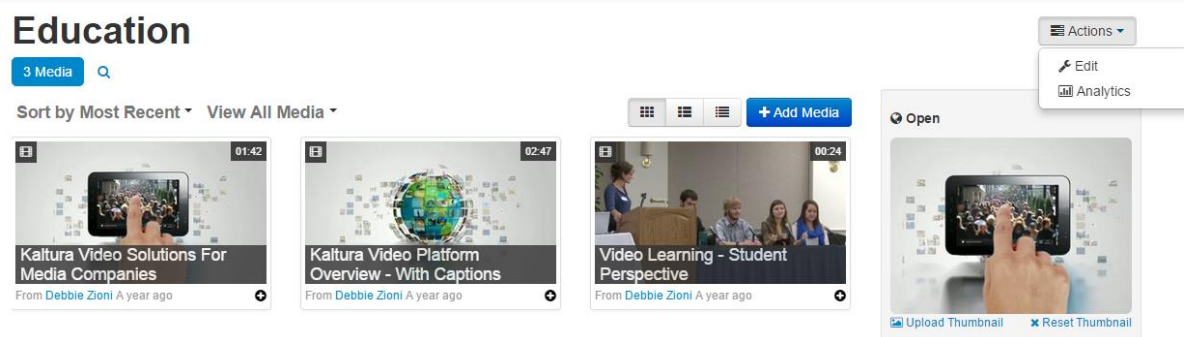 Education
Actions
Edit
Analytics
3 Media
Sort by Most Recent View All Media
+ Add Media
Open
01:42
Kaltura Video Solutions For
Media Companies
From Debbie Zioni A year ago
02:47
Kaltura Video Platform
Overview - With Captions
From Debbie Zioni A year ago
00:24
Video Learning - Student
Perspective
From Debbie Zioni A year ago
Upload Thumbnail
Reset Thumbnail